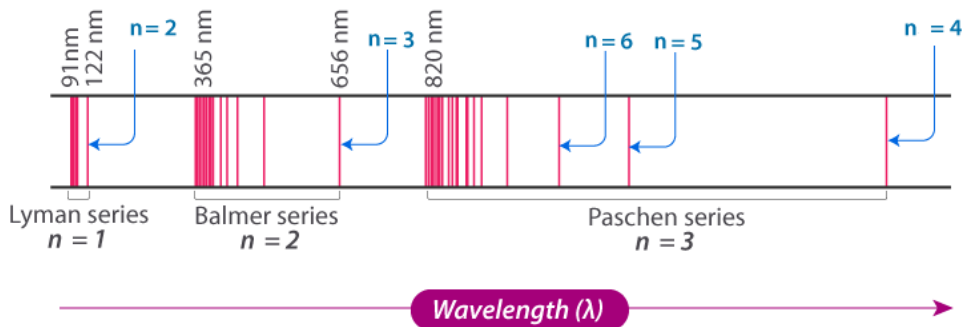 91nm
122 nm
n = 2
365 nm
656 nm
n = 3
820 nm
n = 6
n = 5
n = 4
Lyman series
n = 1
Balmer series
n = 2
Paschen series
n = 3
Wavelength (λ)